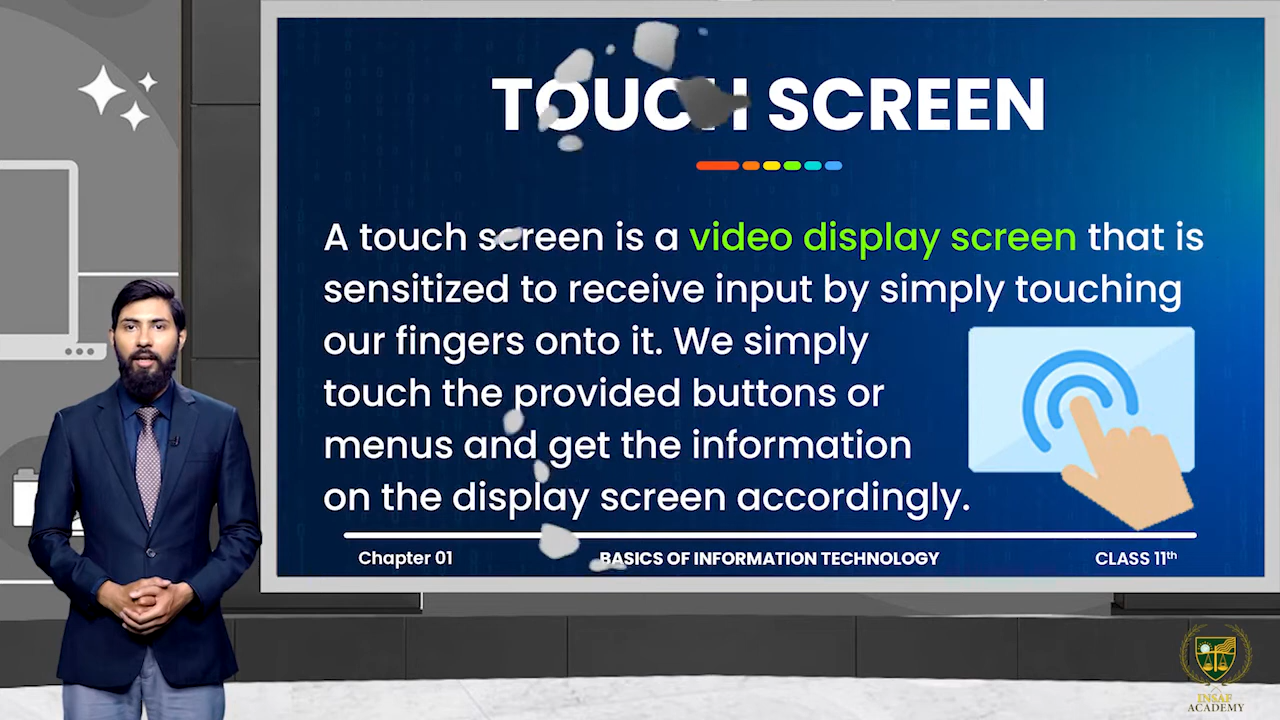 TOUCH SCREEN
A touch screen is a video display screen that is
sensitized to receive input by simply touching
our fingers onto it. We simply
touch the provided buttons or
menus and get the information
on the display screen accordingly.
Chapter 01
BASICS OF INFORMATION TECHNOLOGY
CLASS 11th
INSAF
ACADEMY